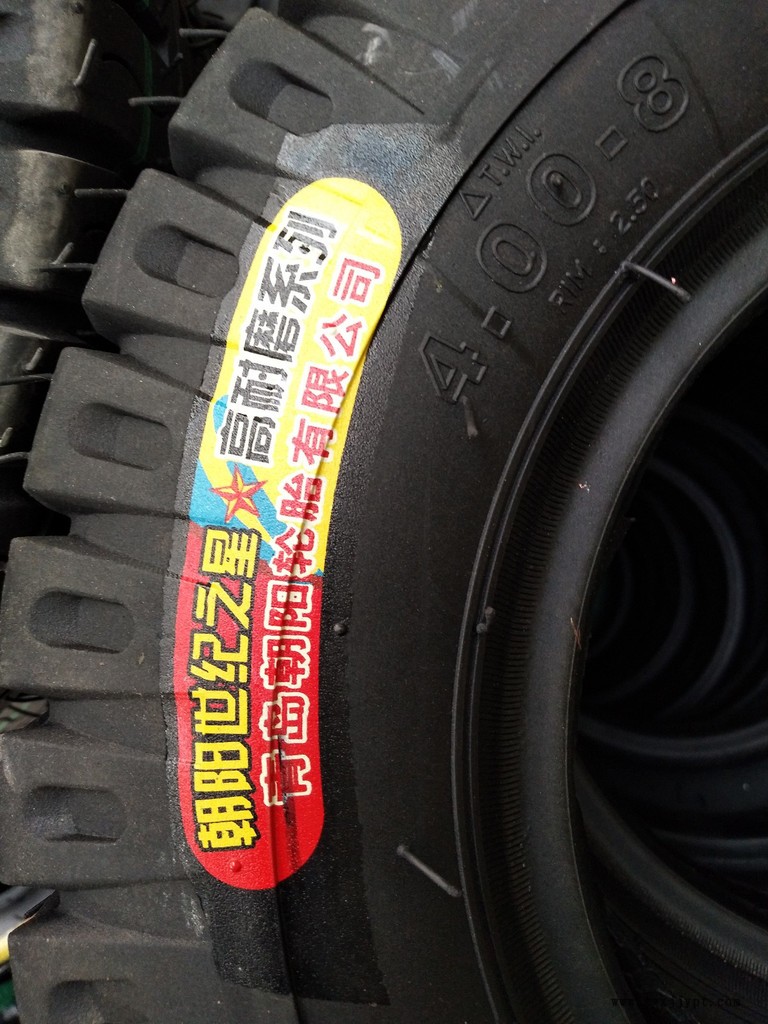 朝阳世纪之星 高耐磨系列
青岛朝阳轮胎有限公司
4.00-8
△T.W.I.
RIM : 2.50